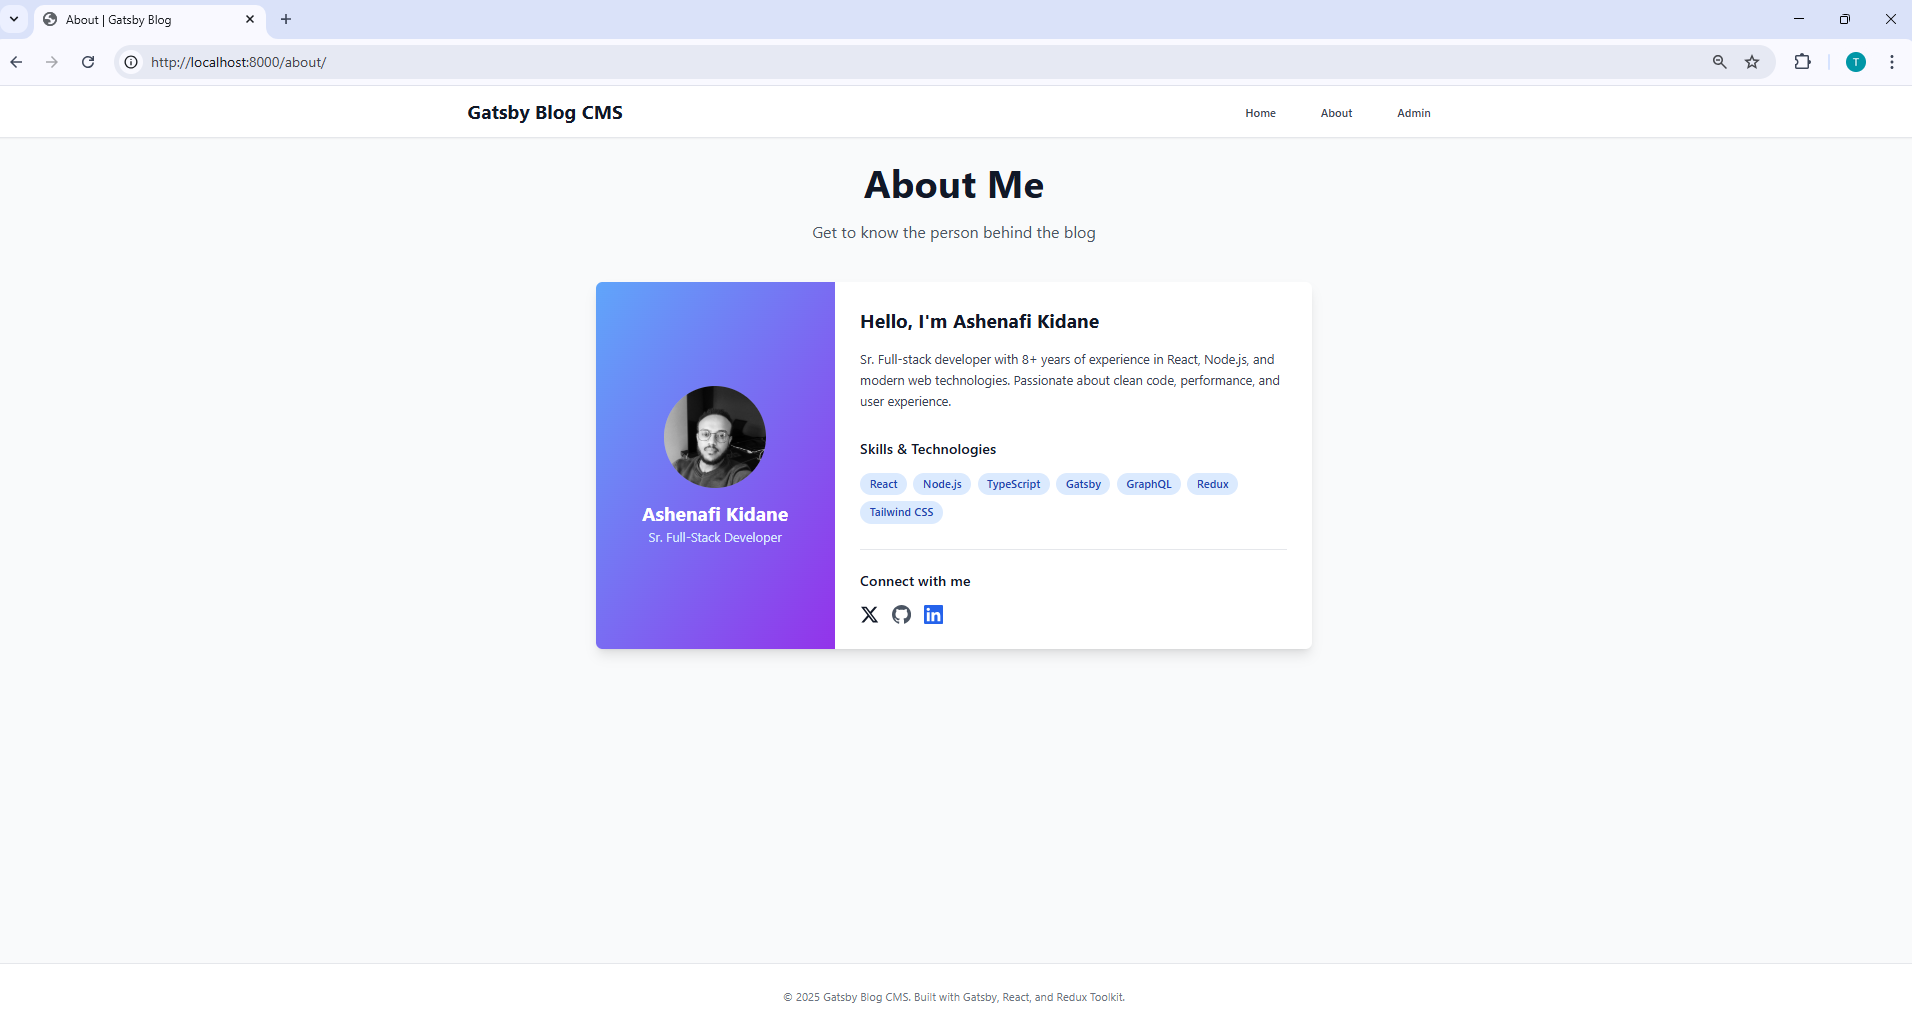 About | Gatsby Blog
http://localhost:8000/about/
T
Gatsby Blog CMS
Home
About
Admin
About Me
Get to know the person behind the blog
Ashenafi Kidane
Sr. Full-Stack Developer
Hello, I'm Ashenafi Kidane
Sr. Full-stack developer with 8+ years of experience in React, Node.js, and
modern web technologies. Passionate about clean code, performance, and
user experience.
Skills & Technologies
React
Node.js
TypeScript
Gatsby
GraphQL
Redux
Tailwind CSS
Connect with me
in
© 2025 Gatsby Blog CMS. Built with Gatsby, React, and Redux Toolkit.